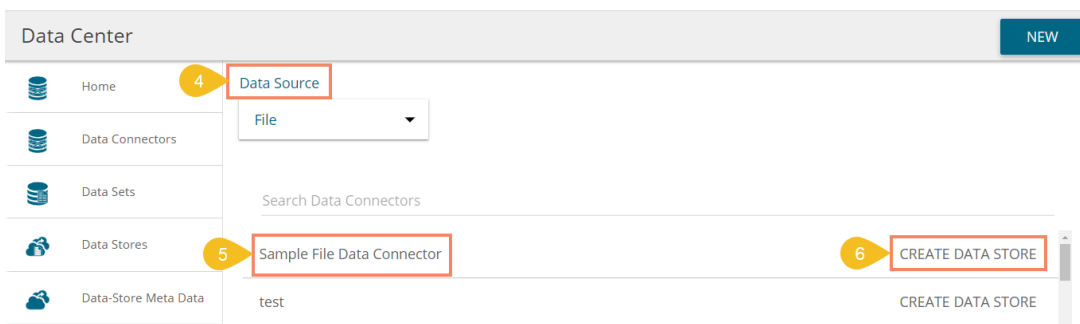 Data Center
NEW
Home
4
Data Source
File
Data Connectors
Data Sets
Search Data Connectors
Data Stores
5
Sample File Data Connector
6
CREATE DATA STORE
Data-Store Meta Data
test
CREATE DATA STORE